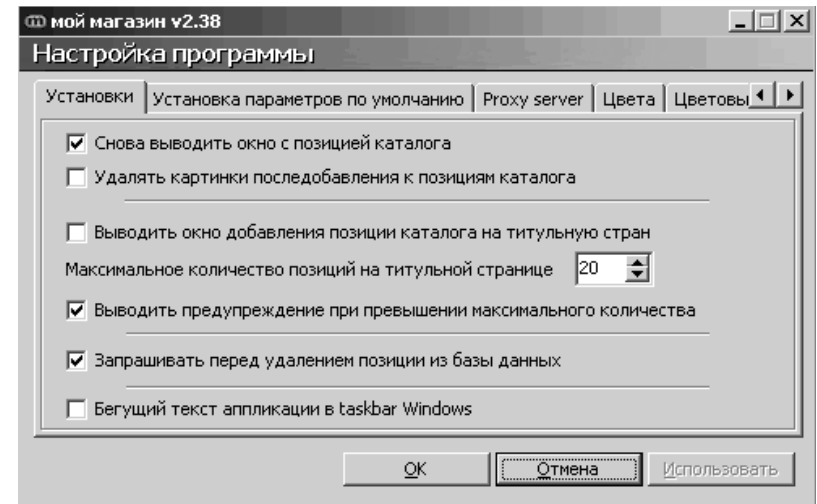 мой магазин v2.38
Настройка программы
Установки Установка параметров по умолчанию Proxy server Цвета Цветовы
Снова выводить окно с позицией каталога
Удалять картинки последобавления к позициям каталога
Выводить окно добавления позиции каталога на титульную стран
Максимальное количество позиций на титульной странице 20
Выводить предупреждение при превышении максимального количества
Запрашивать перед удалением позиции из базы данных
Бегущий текст аппликации в taskbar Windows
OK Отмена Использовать